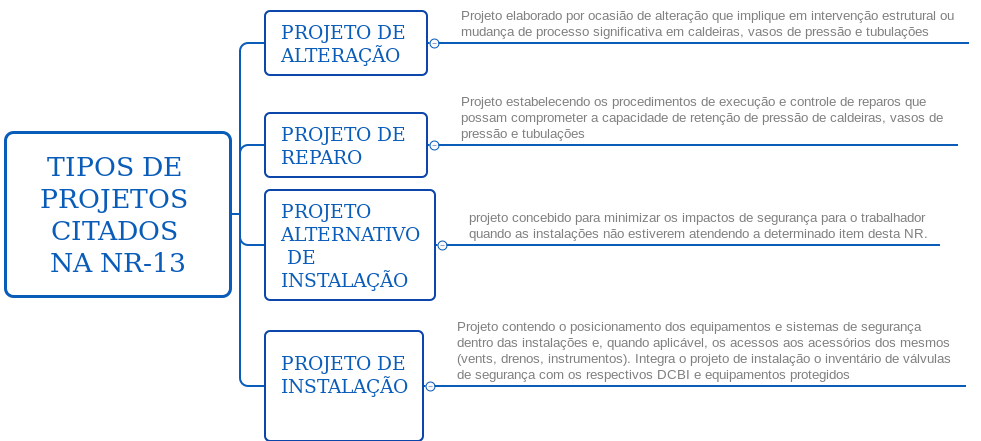 TIPOS DE
PROJETOS
CITADOS
NA NR-13
PROJETO DE
ALTERAÇÃO
Projeto elaborado por ocasião de alteração que implique em intervenção estrutural ou
mudança de processo significativa em caldeiras, vasos de pressão e tubulações
PROJETO DE
REPARO
Projeto estabelecendo os procedimentos de execução e controle de reparos que
possam comprometer a capacidade de retenção de pressão de caldeiras, vasos de
pressão e tubulações
PROJETO
ALTERNATIVO
DE
INSTALAÇÃO
projeto concebido para minimizar os impactos de segurança para o trabalhador
quando as instalações não estiverem atendendo a determinado item desta NR.
PROJETO DE
INSTALAÇÃO
Projeto contendo o posicionamento dos equipamentos e sistemas de segurança
dentro das instalações e, quando aplicável, os acessos aos acessórios dos mesmos
(vents, drenos, instrumentos). Integra o projeto de instalação o inventário de válvulas
de segurança com os respectivos DCBI e equipamentos protegidos